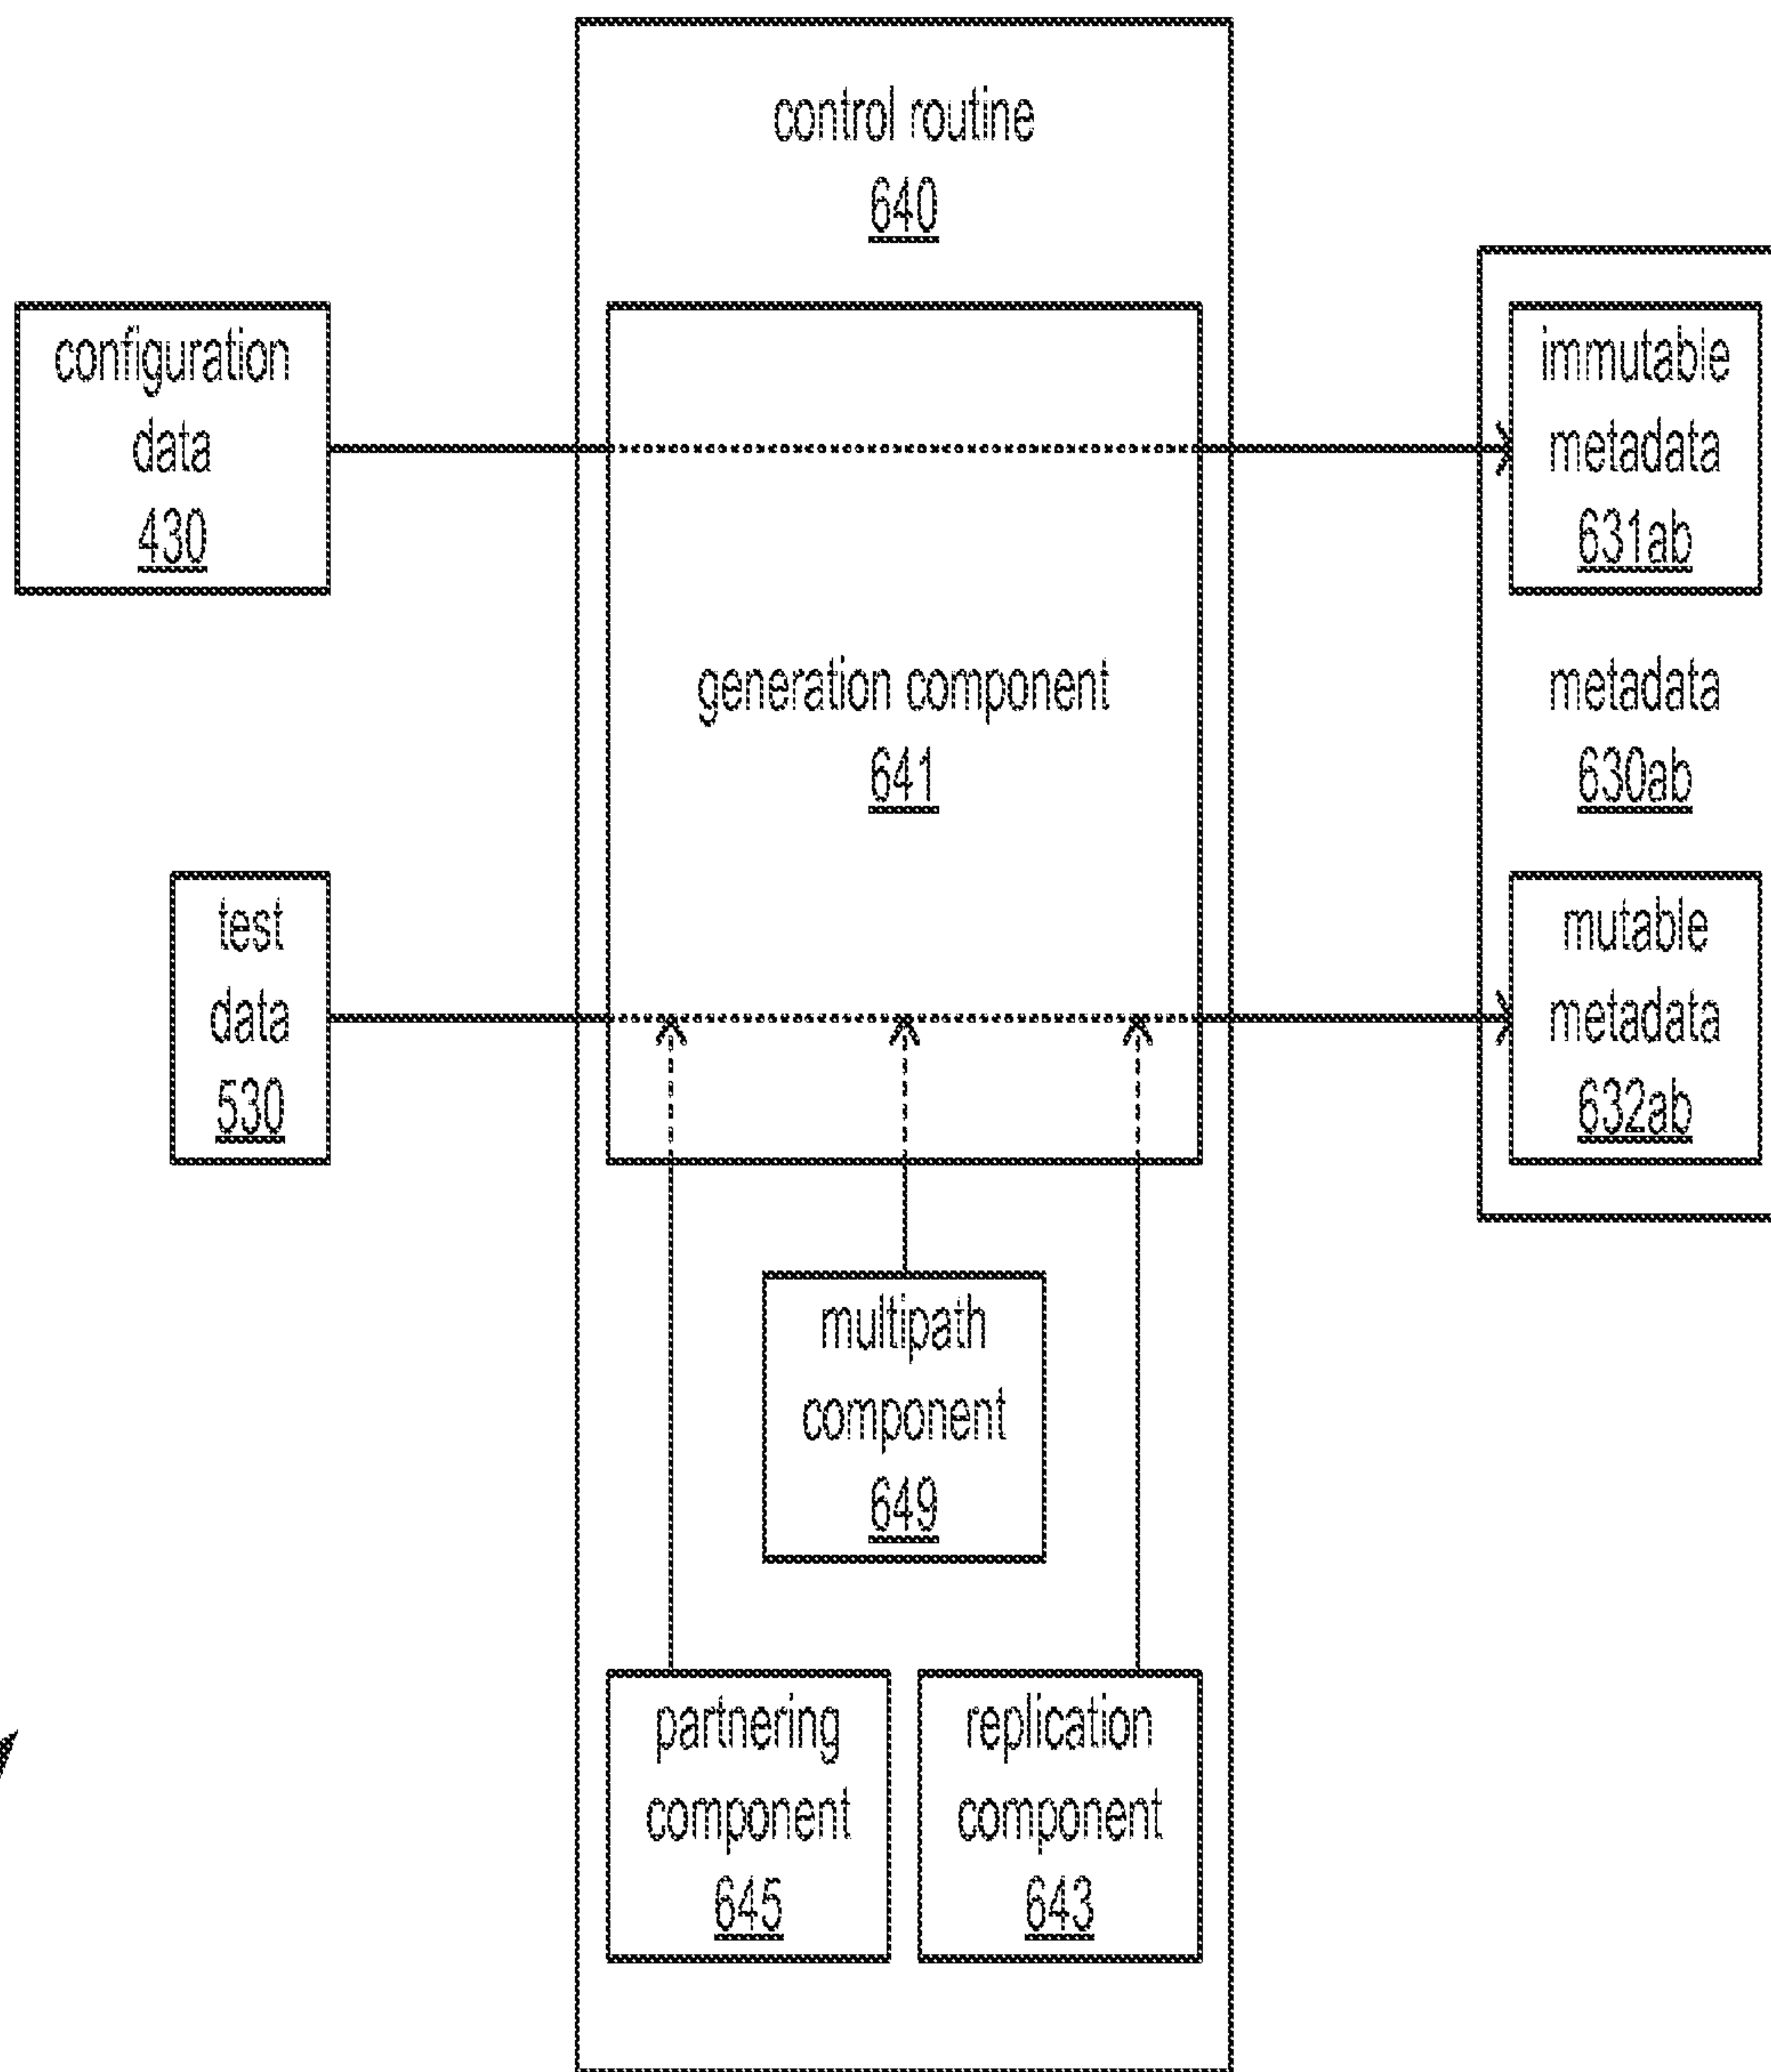 control routine
640
configuration
data
430
generation component
641
immutable
metadata
631ab
metadata
630ab
test
data
530
mutable
metadata
632ab
multipath
component
649
partnering
component
645
replication
component
643